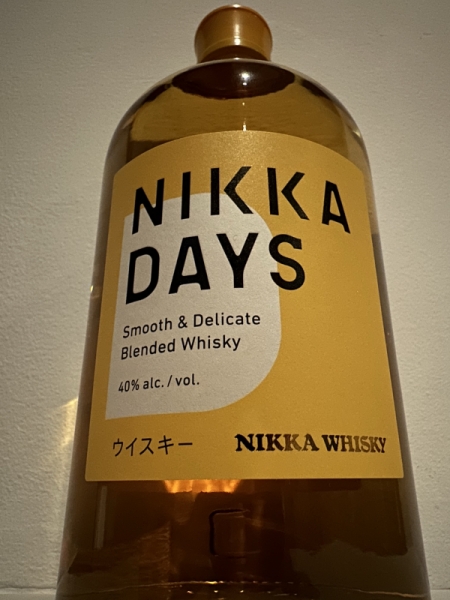 NIKKA
DAYS
Smooth & Delicate
Blended Whisky
40% alc./vol.
ウイスキー
NIKKA WHISKY